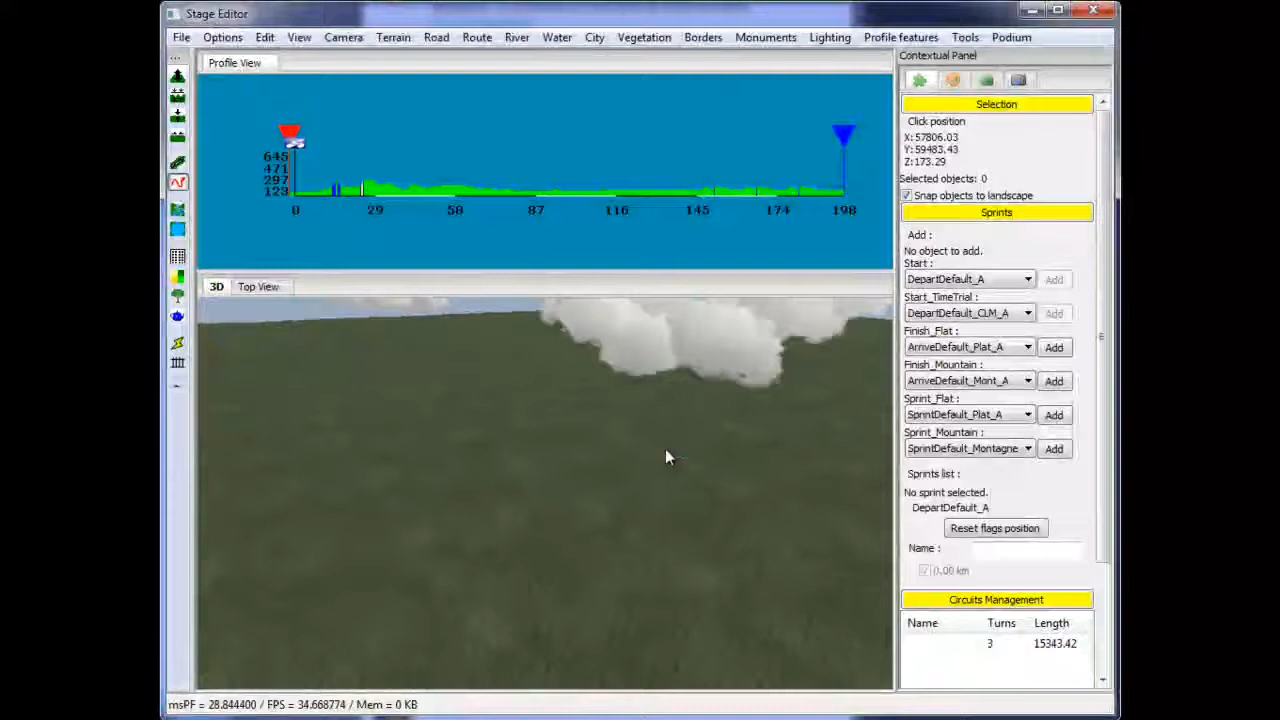 Stage Editor
File Options Edit View Camera Terrain Road Route River Water City Vegetation Borders Monuments Lighting Profile features Tools Podium
Profile View
645
471
297
123
0 29 58 87 116 145 174 198
3D Top View
Contextual Panel
Selection
Click position
X:57806.03
Y:59483.43
Z:173.29
Selected objects: 0
Snap objects to landscape
Sprints
Add :
No object to add.
Start :
DepartDefault_A Add
Start_TimeTrial :
DepartDefault_CLM_A Add
Finish_Flat :
ArriveDefault_Plat_A Add
Finish_Mountain :
ArriveDefault_Mont_A Add
Sprint_Flat :
SprintDefault_Plat_A Add
Sprint_Mountain :
SprintDefault_Montagne Add
Sprints list :
No sprint selected.
DepartDefault_A
Reset flags position
Name :
0.00 km
Circuits Management
Name Turns Length
3 15343.42
msPF = 28.844400 / FPS = 34.668774 / Mem = 0 KB